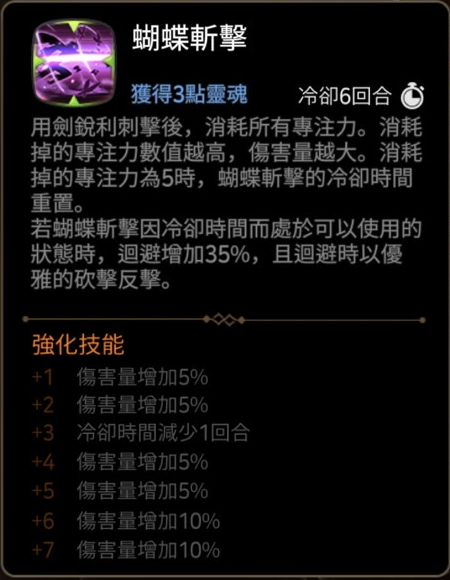 蝴蝶斬擊
獲得3點靈魂
冷卻6回合
用劍銳利刺擊後，消耗所有專注力。消耗
掉的專注力數值越高，傷害量越大。消耗
掉的專注力為5時，蝴蝶斬擊的冷卻時間
重置。
若蝴蝶斬擊因冷卻時間而處於可以使用的
狀態時，迴避增加35%，且迴避時以優
雅的砍擊反擊。
強化技能
+1 傷害量增加5%
+2 傷害量增加5%
+3 冷卻時間減少1回合
+4 傷害量增加5%
+5 傷害量增加5%
+6 傷害量增加10%
+7 傷害量增加10%